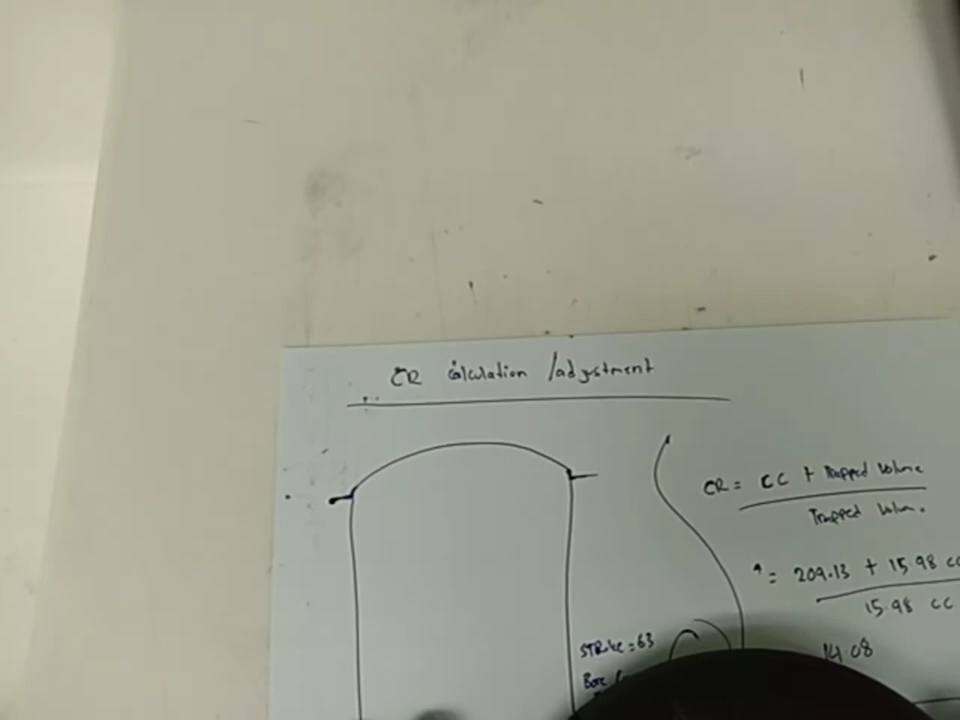 CR calculation /adjustment
CR = CC + Trapped Volume
Trapped Volum.
= 209.13 + 15.98 cc
15.98 CC
14.08
STRoke = 63
Bore